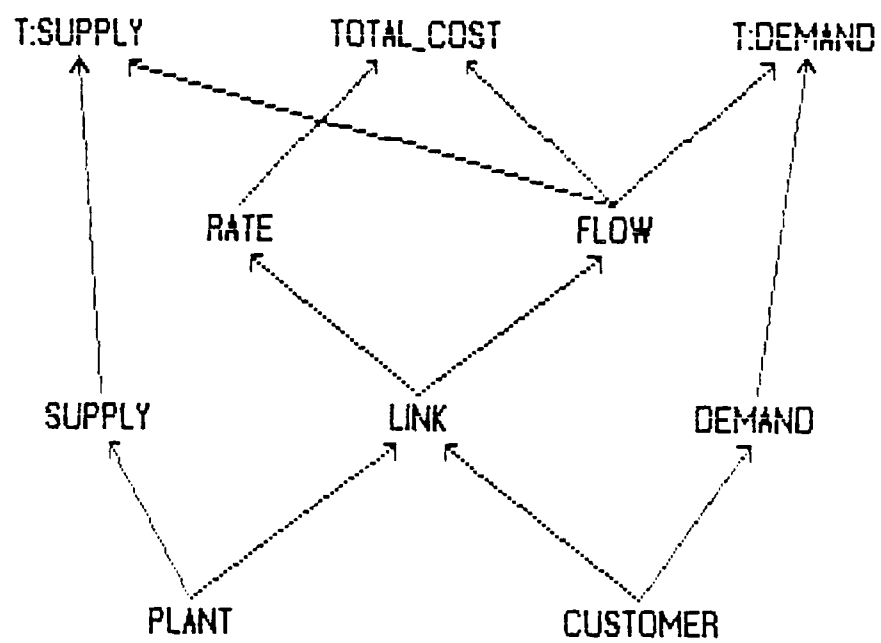 T:SUPPLY TOTAL_COST T:DEMAND
RATE FLOW
SUPPLY LINK DEMAND
PLANT CUSTOMER